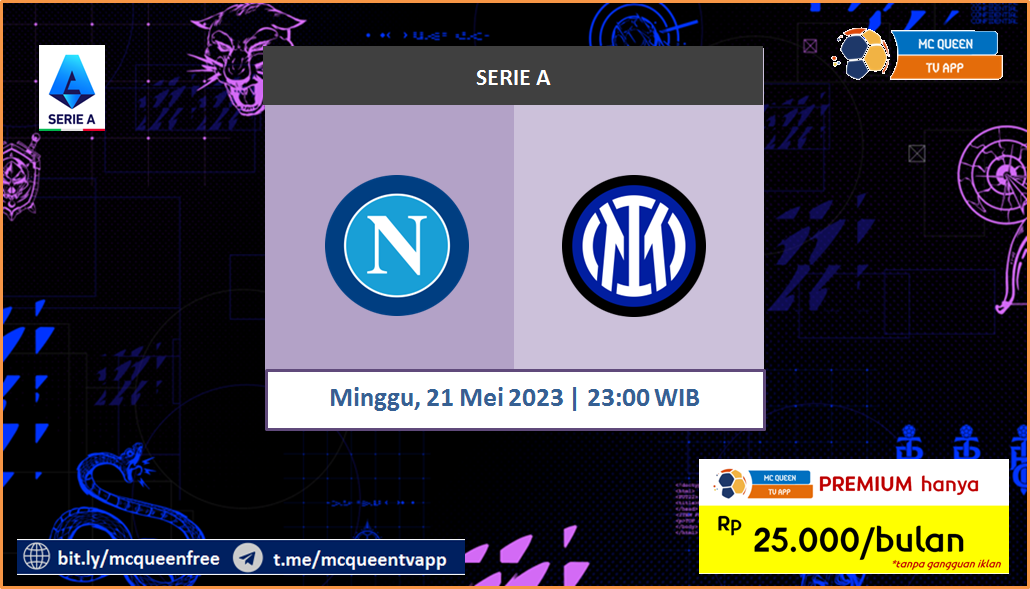 SERIE A
SERIE A
MC QUEEN
TV APP
N
Minggu, 21 Mei 2023 | 23:00 WIB
MC QUEEN
TV APP
PREMIUM hanya
Rp 25.000/bulan
*tanpa gangguan iklan
bit.ly/mcqueenfree
t.me/mcqueentvapp